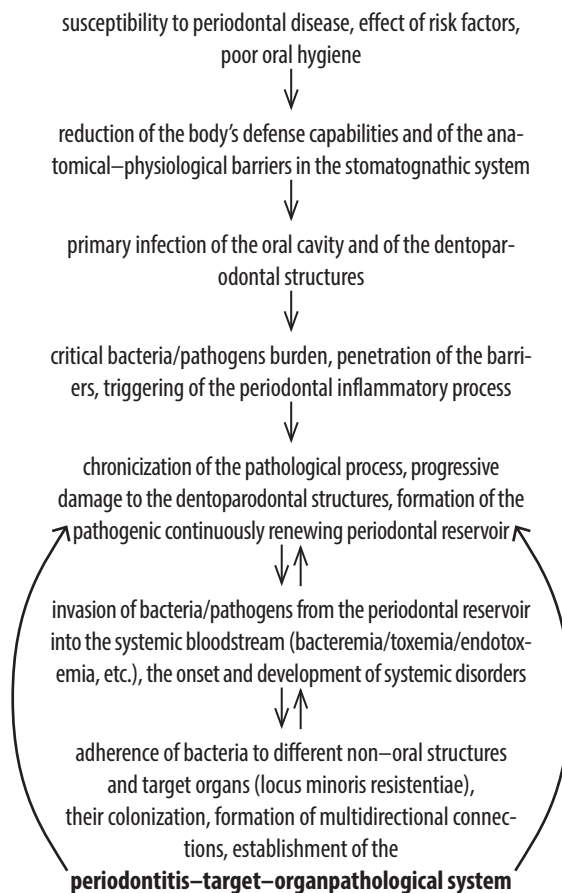 susceptibility to periodontal disease, effect of risk factors,
poor oral hygiene
reduction of the body's defense capabilities and of the ana-
tomical–physiological barriers in the stomatognathic system
primary infection of the oral cavity and of the dentopar-
odontal structures
critical bacteria/pathogens burden, penetration of the barri-
ers, triggering of the periodontal inflammatory process
chronicization of the pathological process, progressive
damage to the dentoparodontal structures, formation of the
pathogenic continuously renewing periodontal reservoir
invasion of bacteria/pathogens from the periodontal reservoir
into the systemic bloodstream (bacteremia/toxemia/endotox-
emia, etc.), the onset and development of systemic disorders
adherence of bacteria to different non–oral structures
and target organs (locus minoris resistentiae),
their colonization, formation of multidirectional connec-
tions, establishment of the
periodontitis–target–organpathological system